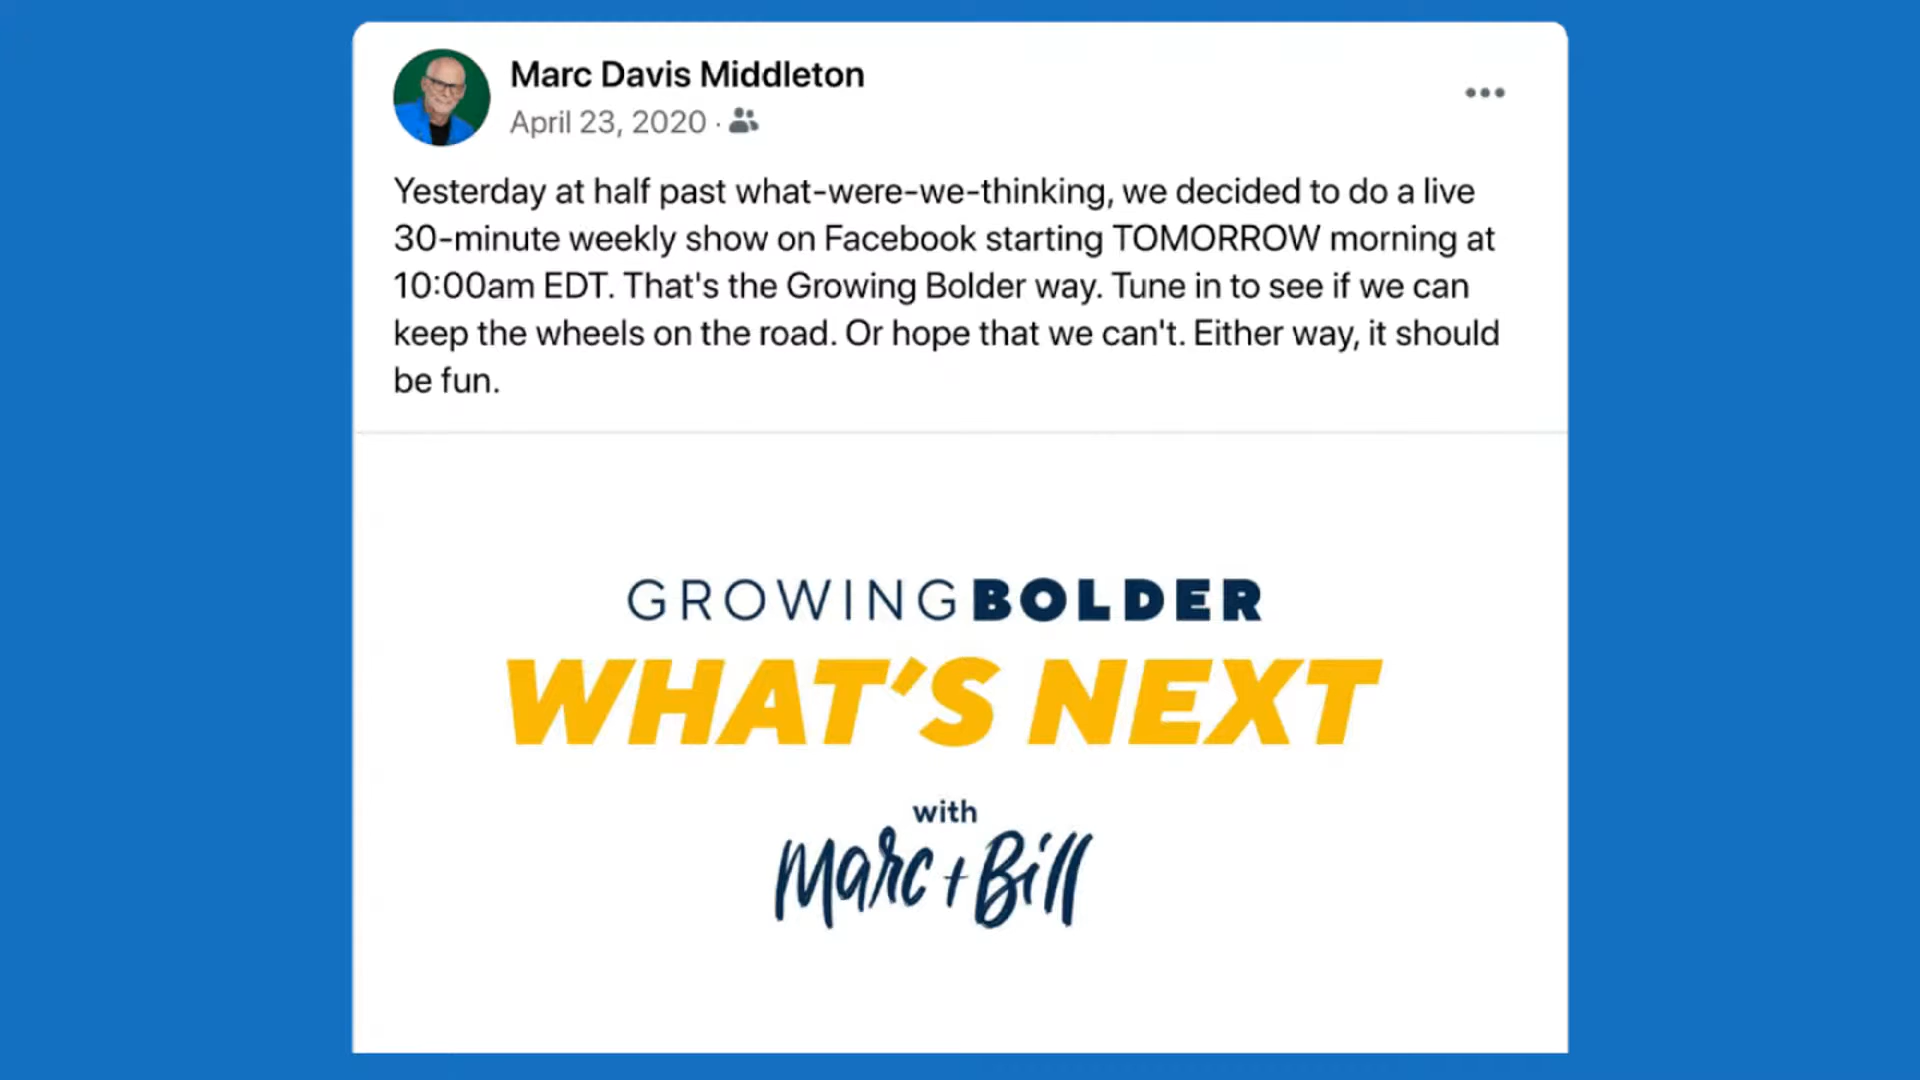 Marc Davis Middleton
April 23, 2020 ·
Yesterday at half past what-were-we-thinking, we decided to do a live
30-minute weekly show on Facebook starting TOMORROW morning at
10:00am EDT. That's the Growing Bolder way. Tune in to see if we can
keep the wheels on the road. Or hope that we can't. Either way, it should
be fun.
GROWINGBOLDER
WHAT'S NEXT
with
Marc + Bill